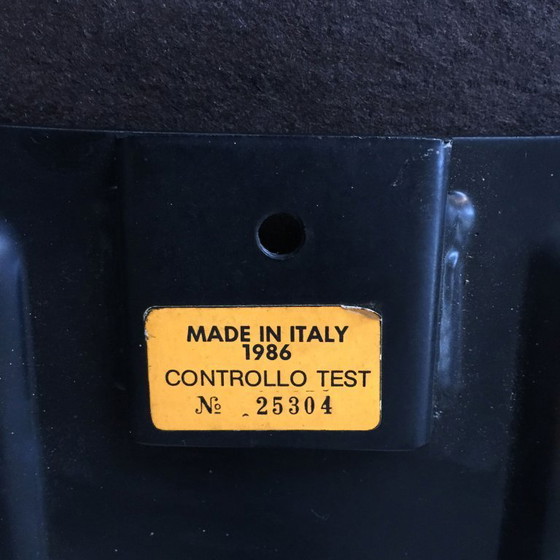 MADE IN ITALY
1986
CONTROLLO TEST
№ 25304